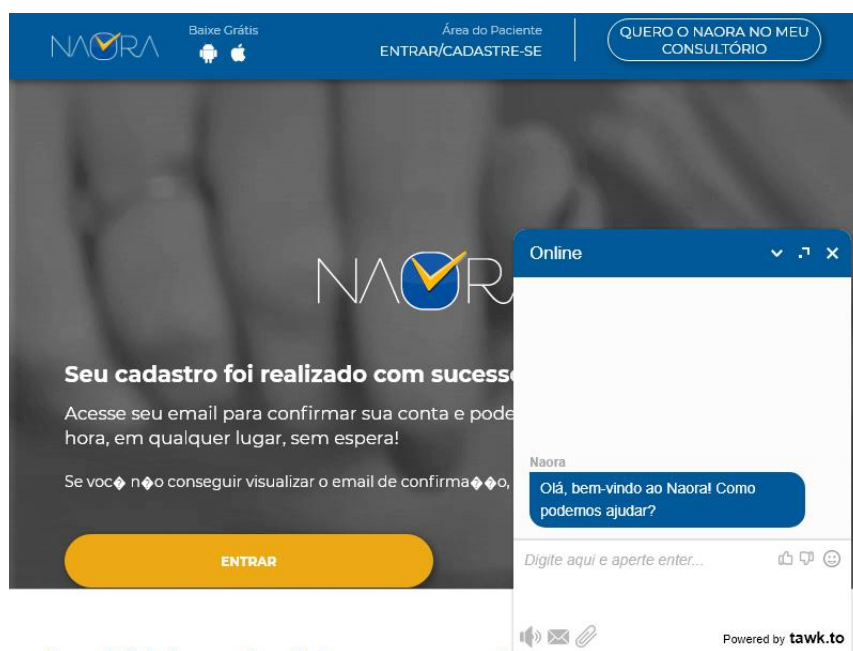 NAORA
Baixe Grátis
Área do Paciente
ENTRAR/CADASTRE-SE
QUERO O NAORA NO MEU
CONSULTÓRIO
NAOR
Seu cadastro foi realizado com sucess
Acesse seu email para confirmar sua conta e pode
hora, em qualquer lugar, sem espera!
Se voc� n�o conseguir visualizar o email de confirma��o,
ENTRAR
Online
Naora
Olá, bem-vindo ao Naora! Como
podemos ajudar?
Digite aqui e aperte enter...
Powered by tawk.to